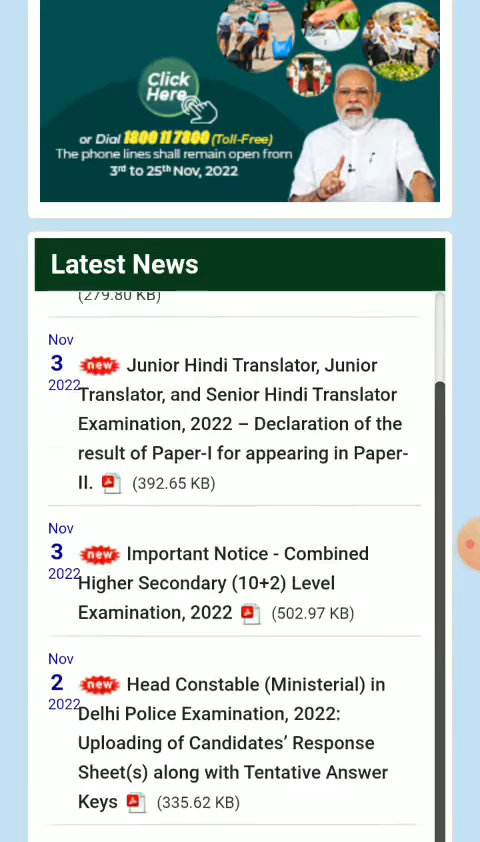 Click
Here
or Dial 1800 11 7800 (Toll-Free)
The phone lines shall remain open from
3rd to 25th Nov, 2022
Latest News
(279.80 KB)
Nov
3
2022
new Junior Hindi Translator, Junior
Translator, and Senior Hindi Translator
Examination, 2022 – Declaration of the
result of Paper-I for appearing in Paper-
II. (392.65 KB)
Nov
3
2022
new Important Notice - Combined
Higher Secondary (10+2) Level
Examination, 2022 (502.97 KB)
Nov
2
2022
new Head Constable (Ministerial) in
Delhi Police Examination, 2022:
Uploading of Candidates’ Response
Sheet(s) along with Tentative Answer
Keys (335.62 KB)